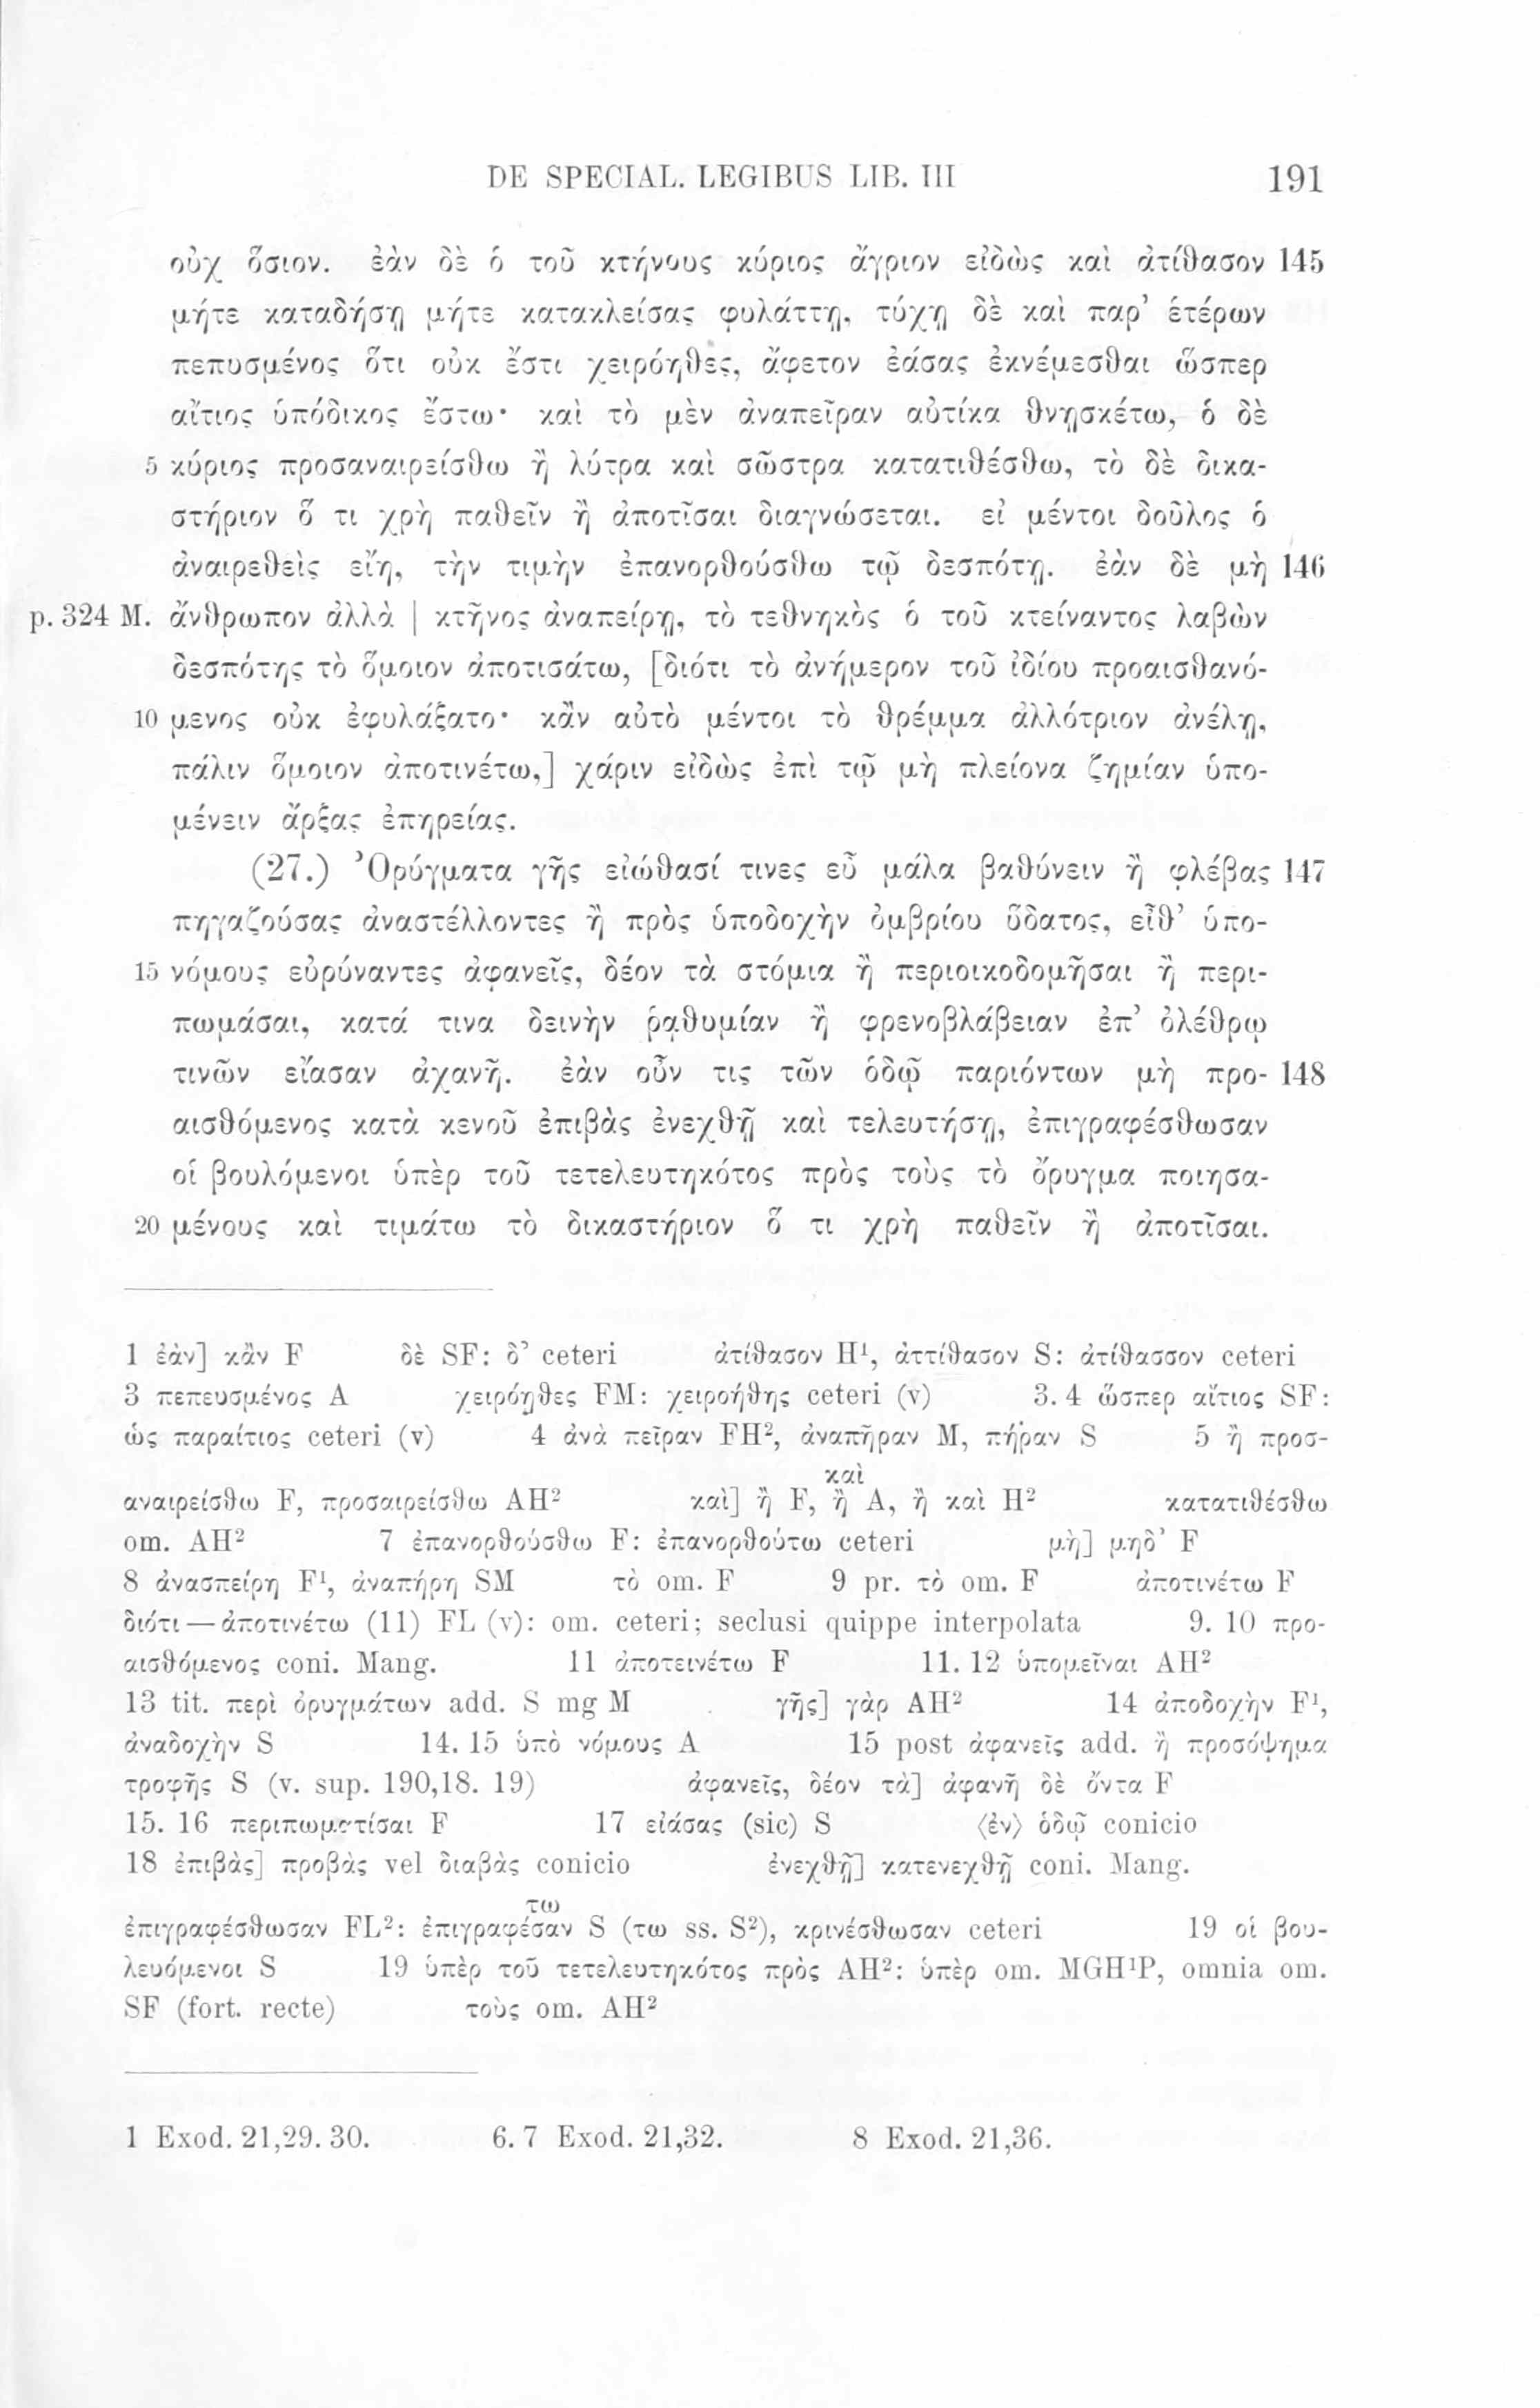 DE SPECIAL. LEGIBUS LIB. III 191
οὐχ ὅσιον. ἐὰν δὲ ὁ τοῦ κτήνους κύριος ἄγριον εἰδὼς καὶ ἀτίθασον 145
μήτε καταδήσῃ μήτε κατακλείσας φυλάττῃ, τύχῃ δὲ καὶ παρ’ ἑτέρων
πεπυσμένος ὅτι οὐκ ἔστι χειρόηθες, ἄφετον ἐάσας ἐκνέμεσθαι ὥσπερ
αἴτιος ὑπόδικος ἔστω· καὶ τὸ μὲν ἀναπεῖραν αὐτίκα θνῃσκέτω, ὁ δὲ
5 κύριος προσαναιρείσθω ἢ λύτρα καὶ σῶστρα κατατιθέσθω, τὸ δὲ δικα-
στήριον ὅ τι χρὴ παθεῖν ἢ ἀποτῖσαι διαγνώσεται. εἰ μέντοι δοῦλος ὁ
ἀναιρεθεὶς εἴη, τὴν τιμὴν ἐπανορθούσθω τῷ δεσπότῃ. ἐὰν δὲ μὴ 146
p. 324 M. ἄνθρωπον ἀλλὰ | κτῆνος ἀναπείρῃ, τὸ τεθνηκὸς ὁ τοῦ κτείναντος λαβὼν
δεσπότης τὸ ὅμοιον ἀποτισάτω, [διότι τὸ ἀνήμερον τοῦ ἰδίου προαισθανό-
10 μενος οὐκ ἐφυλάξατο· κἂν αὐτὸ μέντοι τὸ θρέμμα ἀλλότριον ἀνέλῃ,
πάλιν ὅμοιον ἀποτινέτω,] χάριν εἰδὼς ἐπὶ τῷ μὴ πλείονα ζημίαν ὑπο-
μένειν ἄρξας ἐπηρείας.
(27.) Ὀρύγματα γῆς εἰώθασί τινες εὖ μάλα βαθύνειν ἢ φλέβας 147
πηγαζούσας ἀναστέλλοντες ἢ πρὸς ὑποδοχὴν ὀμβρίου ὕδατος, εἶθ’ ὑπο-
15 νόμους εὐρύναντες ἀφανεῖς, δέον τὰ στόμια ἢ περιοικοδομῆσαι ἢ περι-
πωμάσαι, κατά τινα δεινὴν ῥᾳθυμίαν ἢ φρενοβλάβειαν ἐπ’ ὀλέθρῳ
τινῶν εἴασαν ἀχανῆ. ἐὰν οὖν τις τῶν ὁδῷ παριόντων μὴ προ- 148
αισθόμενος κατὰ κενοῦ ἐπιβὰς ἐνεχθῇ καὶ τελευτήσῃ, ἐπιγραφέσθωσαν
οἱ βουλόμενοι ὑπὲρ τοῦ τετελευτηκότος πρὸς τοὺς τὸ ὄρυγμα ποιησα-
20 μένους καὶ τιμάτω τὸ δικαστήριον ὅ τι χρὴ παθεῖν ἢ ἀποτῖσαι.
1 ἐὰν] κἂν F δὲ SF: δ’ ceteri ἀτίθασον H¹, ἀττίθασον S: ἀτίθασσον ceteri
3 πεπευσμένος A χειρόηθες FM: χειροήθης ceteri (v) 3. 4 ὥσπερ αἴτιος SF:
ὡς παραίτιος ceteri (v) 4 ἀνὰ πεῖραν FH², ἀναπῆραν M, πήραν S 5 ἢ προσ-
καὶ
αναιρείσθω F, προσαιρείσθω AH² καὶ] ἢ F, ἢ A, ἢ καὶ H² κατατιθέσθω
om. AH² 7 ἐπανορθούσθω F: ἐπανορθούτω ceteri μὴ] μηδ’ F
8 ἀνασπείρῃ F¹, ἀναπήρῃ SM τὸ om. F 9 pr. τὸ om. F ἀποτινέτω F
διότι — ἀποτινέτω (11) FL (v): om. ceteri; seclusi quippe interpolata 9. 10 προ-
αισθόμενος coni. Mang. 11 ἀποτεινέτω F 11. 12 ὑπομεῖναι AH²
13 tit. περὶ ὀρυγμάτων add. S mg M γῆς] γὰρ AH² 14 ἀποδοχὴν F¹,
ἀναδοχὴν S 14. 15 ὑπὸ νόμους A 15 post ἀφανεῖς add. ἢ προσόψημα
τροφῆς S (v. sup. 190,18. 19) ἀφανεῖς, δέον τὰ] ἀφανῆ δὲ ὄντα F
15. 16 περιπωματίσαι F 17 εἰάσας (sic) S ⟨ἐν⟩ ὁδῷ conicio
18 ἐπιβὰς] προβὰς vel διαβὰς conicio ἐνεχθῇ] κατενεχθῇ coni. Mang.
τω
ἐπιγραφέσθωσαν FL²: ἐπιγραφέσαν S (τω ss. S²), κρινέσθωσαν ceteri 19 οἱ βου-
λευόμενοι S 19 ὑπὲρ τοῦ τετελευτηκότος πρὸς AH²: ὑπὲρ om. MGH¹P, omnia om.
SF (fort. recte) τοὺς om. AH²
1 Exod. 21,29. 30. 6. 7 Exod. 21,32. 8 Exod. 21,36.